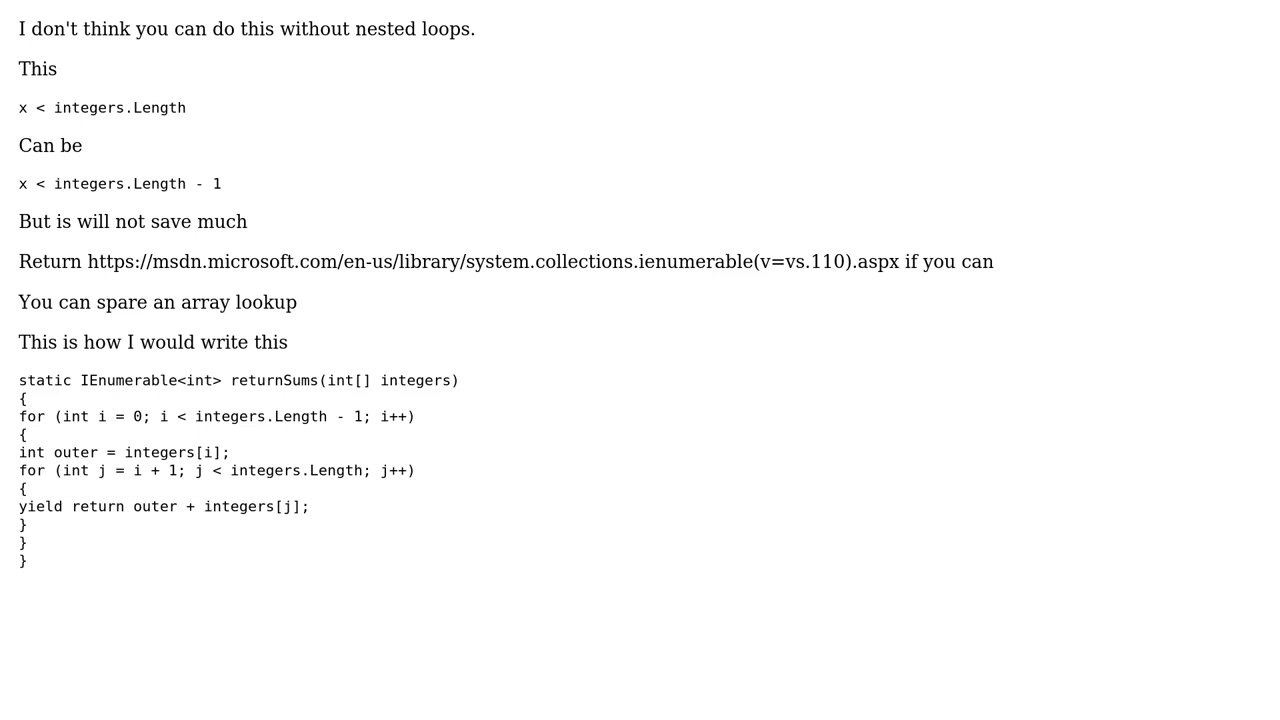 I don't think you can do this without nested loops.
This
x < integers.Length
Can be
x < integers.Length - 1
But is will not save much
Return https://msdn.microsoft.com/en-us/library/system.collections.ienumerable(v=vs.110).aspx if you can
You can spare an array lookup
This is how I would write this
static IEnumerable<int> returnSums(int[] integers)
{
for (int i = 0; i < integers.Length - 1; i++)
{
int outer = integers[i];
for (int j = i + 1; j < integers.Length; j++)
{
yield return outer + integers[j];
}
}
}